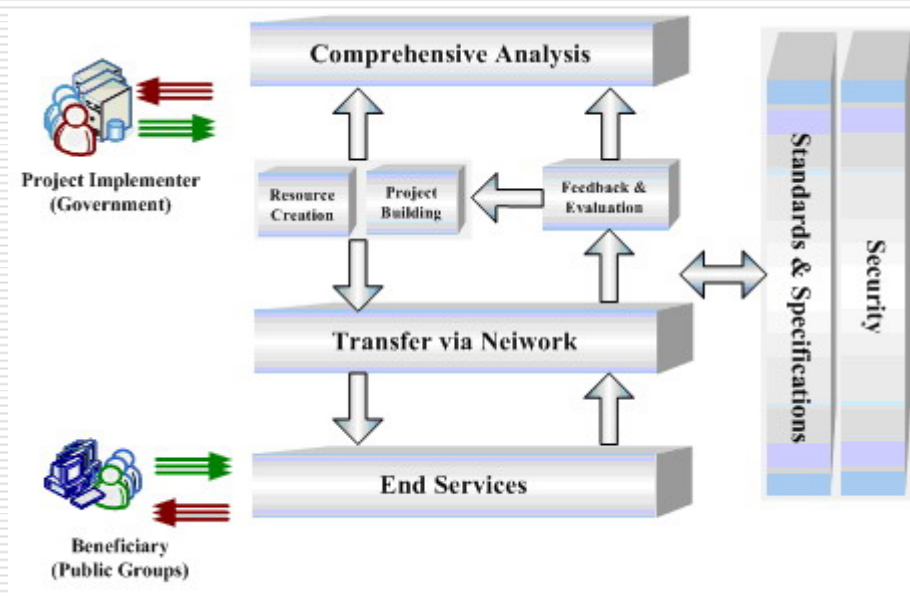 Comprehensive Analysis
Project Implementer
(Government)
Resource
Creation
Project
Building
Feedback &
Evaluation
Transfer via Neiwork
End Services
Beneficiary
(Public Groups)
Standards & Specifications
Security